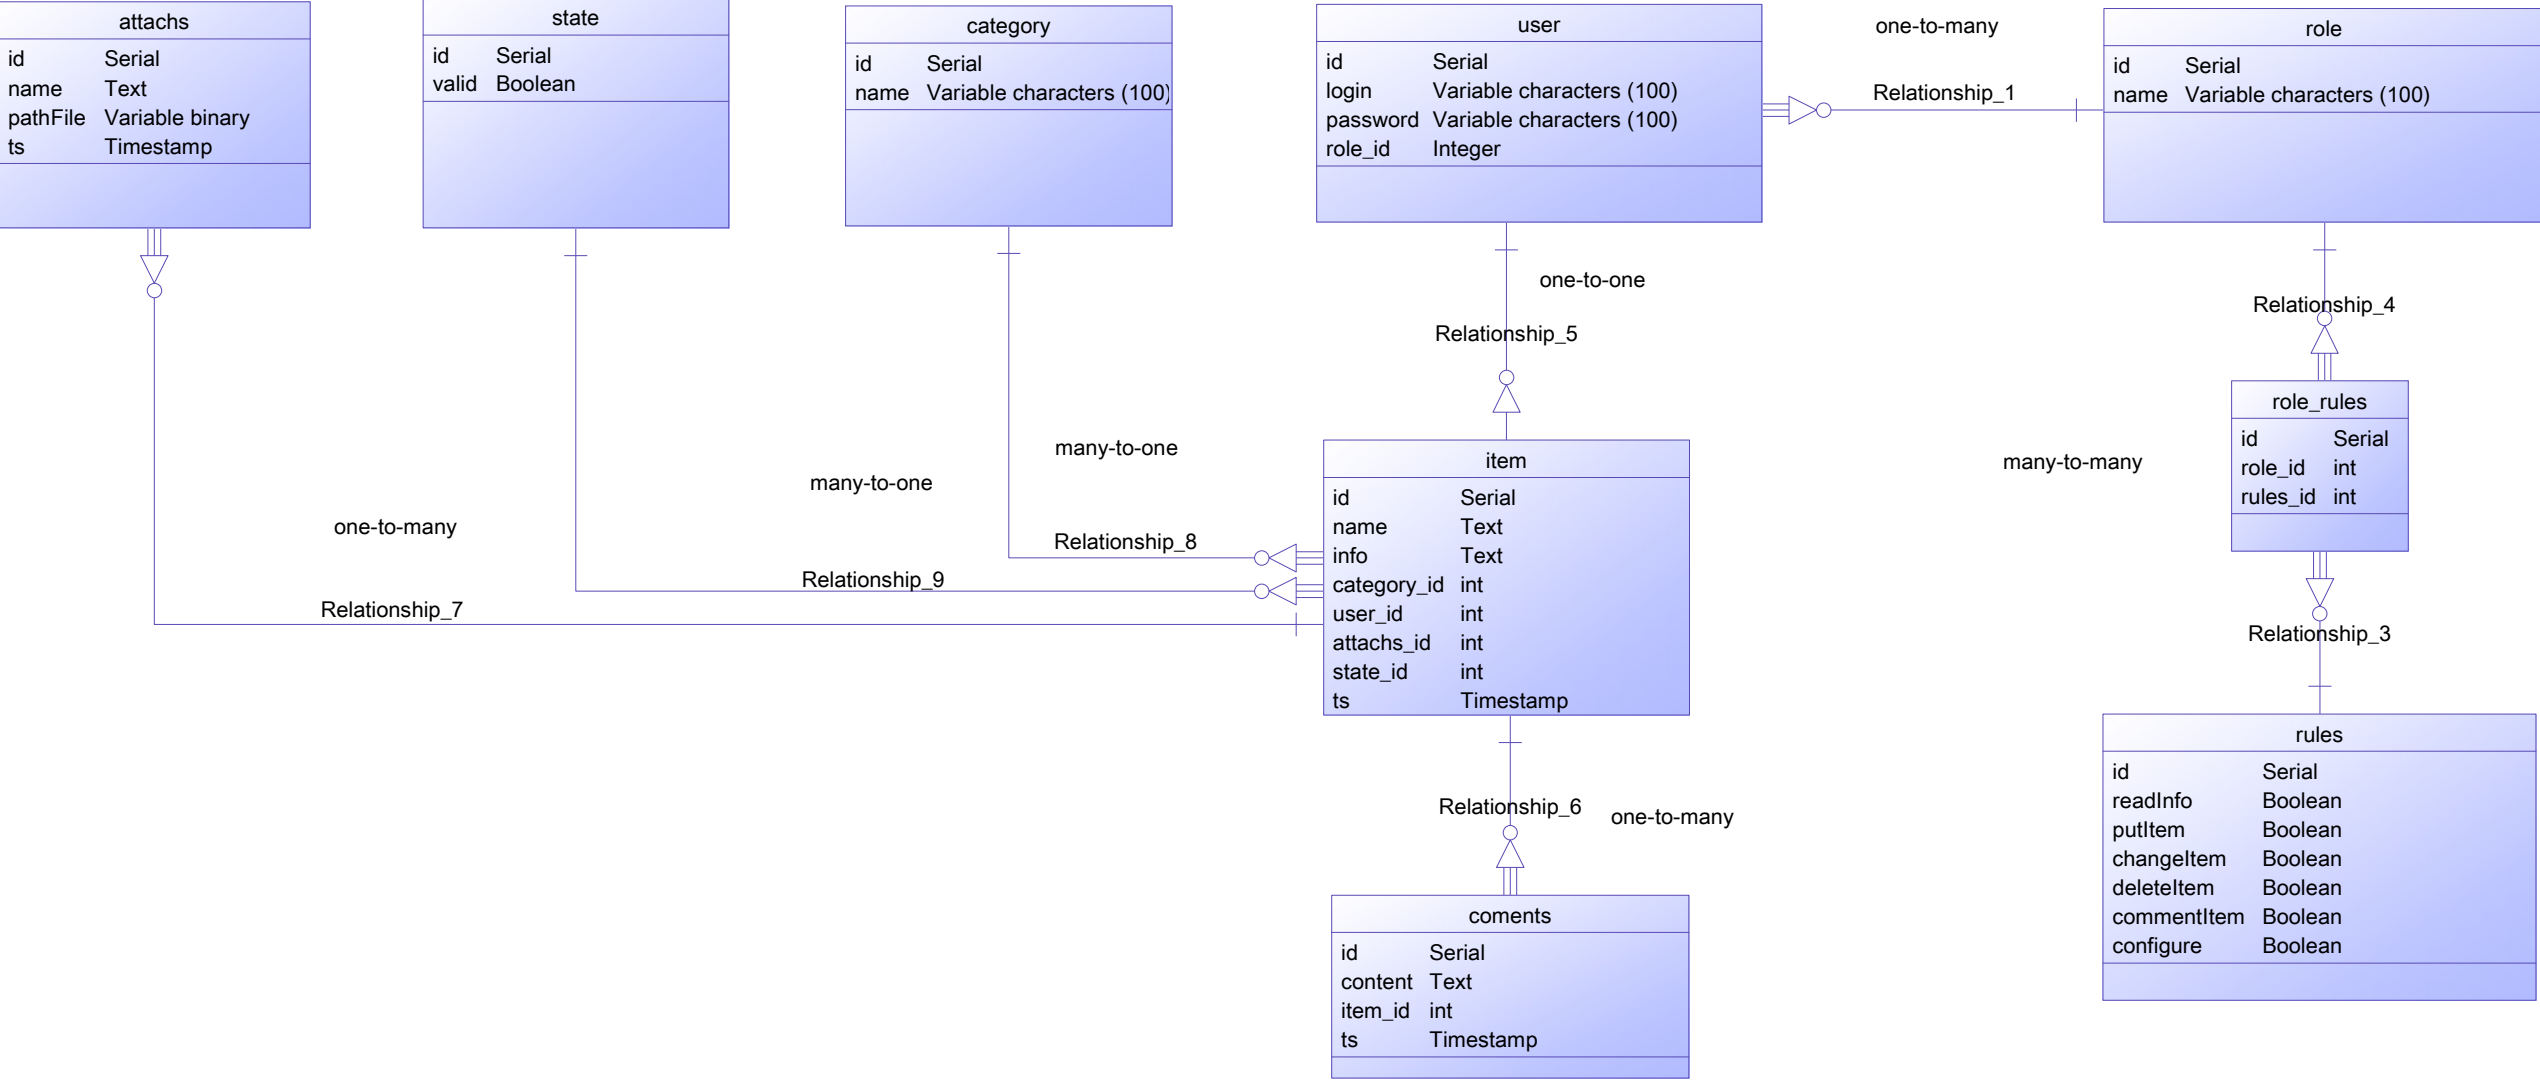 attachs
id Serial
name Text
pathFile Variable binary
ts Timestamp
state
id Serial
valid Boolean
category
id Serial
name Variable characters (100)
user
id Serial
login Variable characters (100)
password Variable characters (100)
role_id Integer
one-to-many
Relationship_1
role
id Serial
name Variable characters (100)
one-to-one
Relationship_5
Relationship_4
role_rules
id Serial
role_id int
rules_id int
many-to-many
Relationship_3
many-to-one
Relationship_8
many-to-one
Relationship_9
one-to-many
Relationship_7
item
id Serial
name Text
info Text
category_id int
user_id int
attachs_id int
state_id int
ts Timestamp
Relationship_6
one-to-many
coments
id Serial
content Text
item_id int
ts Timestamp
rules
id Serial
readInfo Boolean
putItem Boolean
changeItem Boolean
deleteItem Boolean
commentItem Boolean
configure Boolean